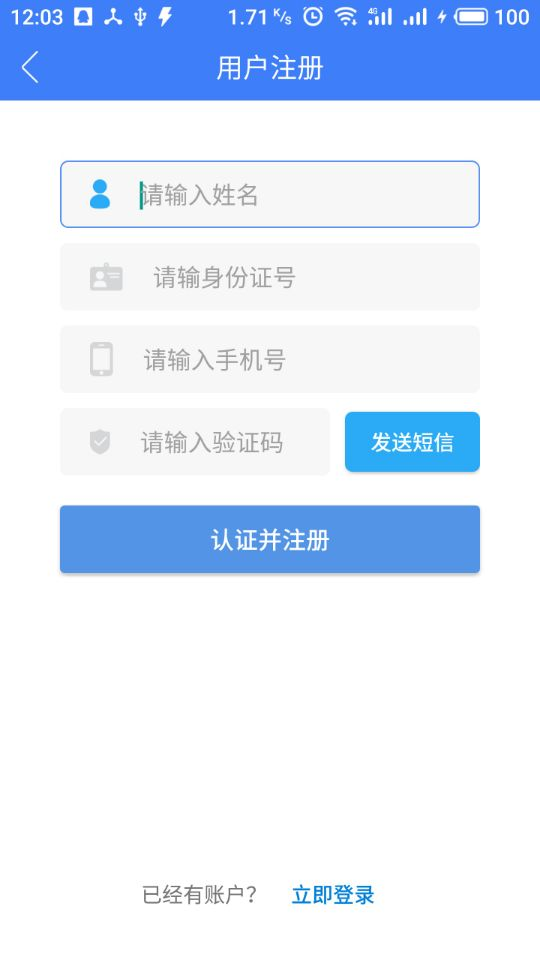 12:03 1.71 K/s 4G 100
用户注册
请输入姓名
请输身份证号
请输入手机号
请输入验证码 发送短信
认证并注册
已经有账户? 立即登录